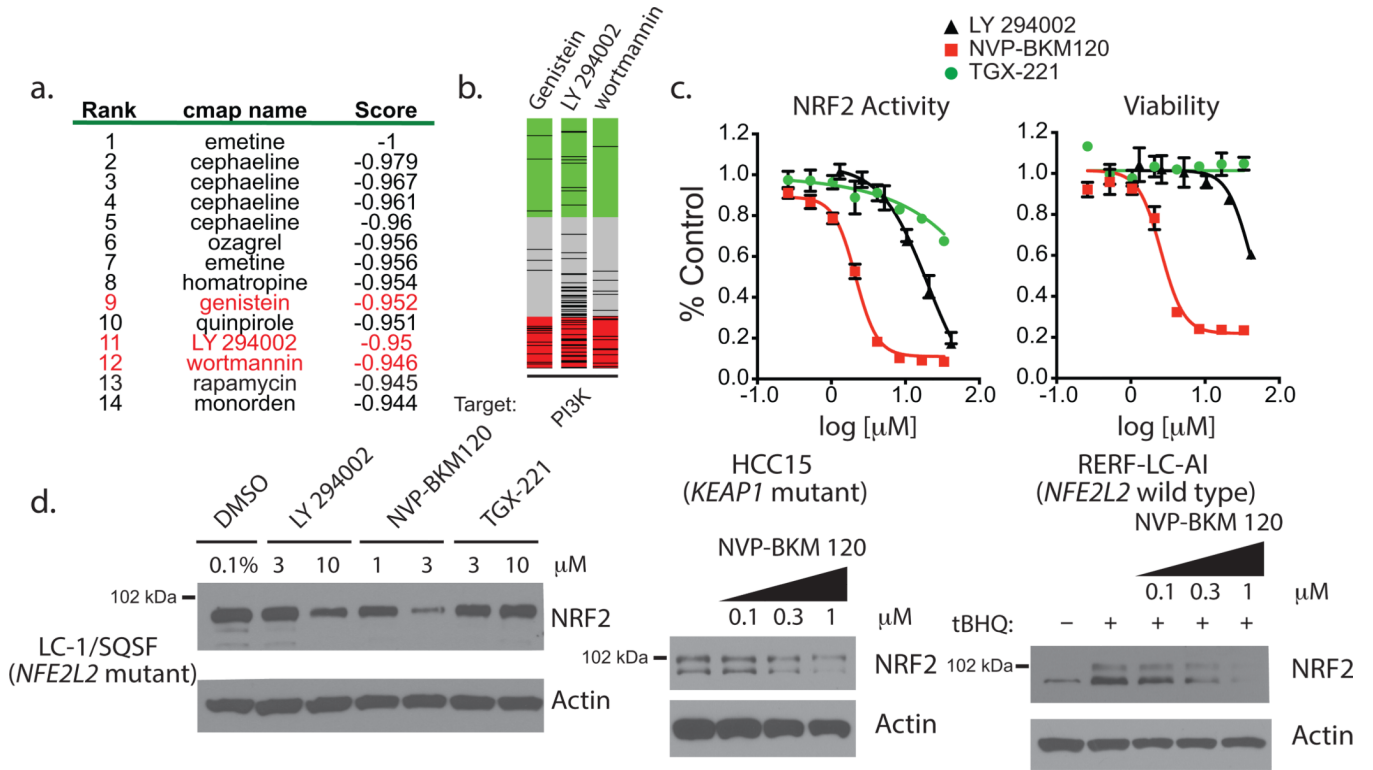 a.
Rank cmap name Score
1 emetine -1
2 cephaeline -0.979
3 cephaeline -0.967
4 cephaeline -0.961
5 cephaeline -0.96
6 ozagrel -0.956
7 emetine -0.956
8 homatropine -0.954
9 genistein -0.952
10 quinpirole -0.951
11 LY 294002 -0.95
12 wortmannin -0.946
13 rapamycin -0.945
14 monorden -0.944
b.
Genistein
LY 294002
wortmannin
Target:
PI3K
c.
LY 294002
NVP-BKM120
TGX-221
NRF2 Activity
% Control
1.2
1.0
0.8
0.6
0.4
0.2
0.0
-1.0 0 1.0 2.0
log [μM]
Viability
1.2
1.0
0.8
0.6
0.4
0.2
0.0
-1.0 0 1.0 2.0
log [μM]
d.
DMSO
LY 294002
NVP-BKM120
TGX-221
0.1% 3 10 1 3 3 10 μM
102 kDa
NRF2
LC-1/SQSF
(NFE2L2 mutant)
Actin
HCC15
(KEAP1 mutant)
NVP-BKM 120
0.1 0.3 1 μM
102 kDa
NRF2
Actin
RERF-LC-AI
(NFE2L2 wild type)
NVP-BKM 120
0.1 0.3 1 μM
tBHQ: – + + + +
102 kDa
NRF2
Actin